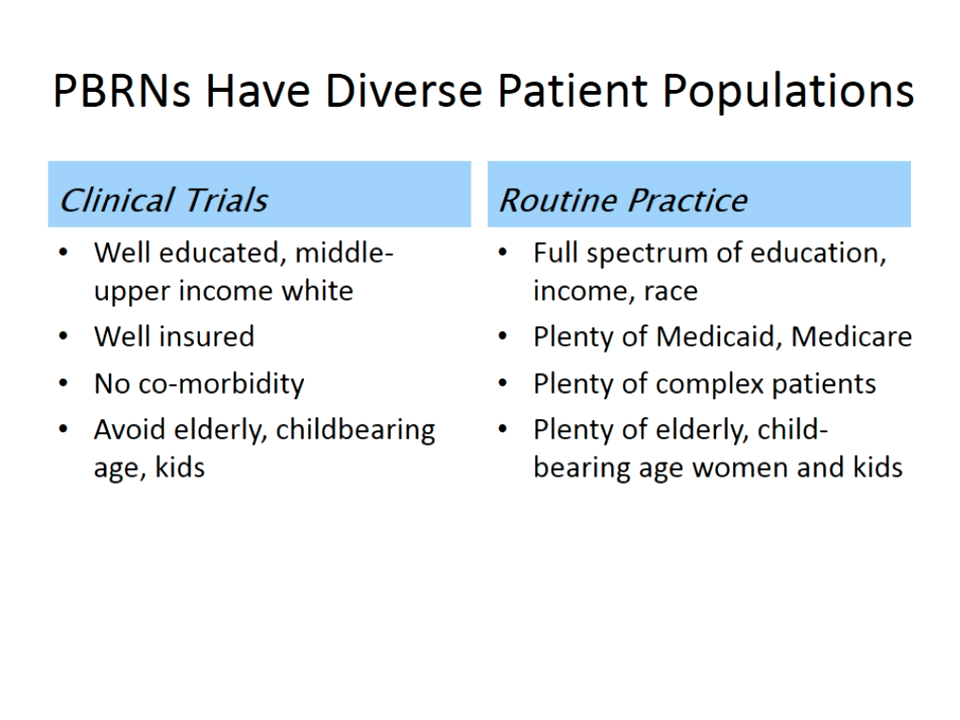 PBRNs Have Diverse Patient Populations
Clinical Trials
• Well educated, middle-
upper income white
• Well insured
• No co-morbidity
• Avoid elderly, childbearing
age, kids
Routine Practice
• Full spectrum of education,
income, race
• Plenty of Medicaid, Medicare
• Plenty of complex patients
• Plenty of elderly, child-
bearing age women and kids